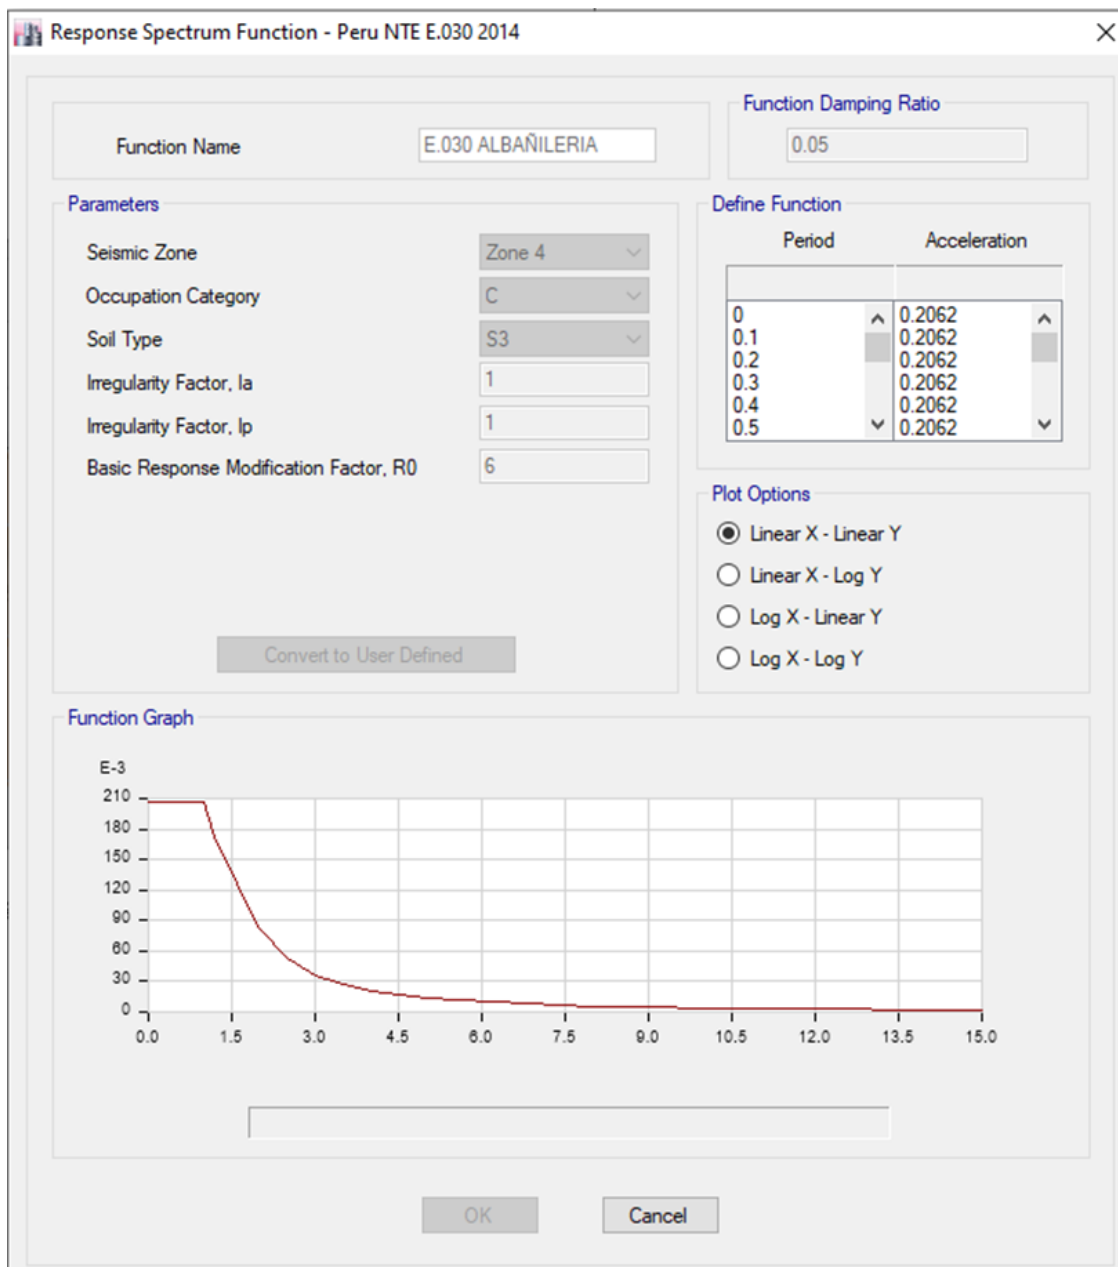 Response Spectrum Function - Peru NTE E.030 2014
Function Name
E.030 ALBAÑILERIA
Function Damping Ratio
0.05
Parameters
Seismic Zone
Zone 4
Occupation Category
C
Soil Type
S3
Irregularity Factor, Ia
1
Irregularity Factor, Ip
1
Basic Response Modification Factor, R0
6
Convert to User Defined
Define Function
Period Acceleration
0 0.2062
0.1 0.2062
0.2 0.2062
0.3 0.2062
0.4 0.2062
0.5 0.2062
Plot Options
Linear X - Linear Y
Linear X - Log Y
Log X - Linear Y
Log X - Log Y
Function Graph
E-3
210
180
150
120
90
60
30
0
0.0 1.5 3.0 4.5 6.0 7.5 9.0 10.5 12.0 13.5 15.0
OK Cancel